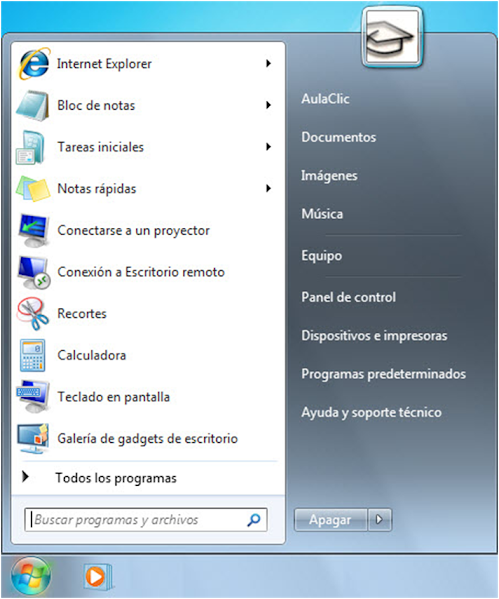 Internet Explorer
Bloc de notas
Tareas iniciales
Notas rápidas
Conectarse a un proyector
Conexión a Escritorio remoto
Recortes
Calculadora
Teclado en pantalla
Galería de gadgets de escritorio
Todos los programas
Buscar programas y archivos
AulaClic
Documentos
Imágenes
Música
Equipo
Panel de control
Dispositivos e impresoras
Programas predeterminados
Ayuda y soporte técnico
Apagar